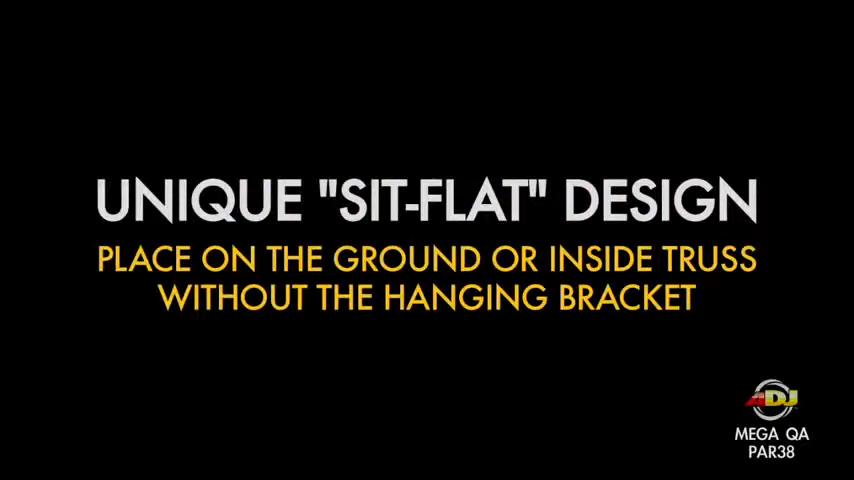 UNIQUE "SIT-FLAT" DESIGN
PLACE ON THE GROUND OR INSIDE TRUSS
WITHOUT THE HANGING BRACKET
ADJ
MEGA QA
PAR38